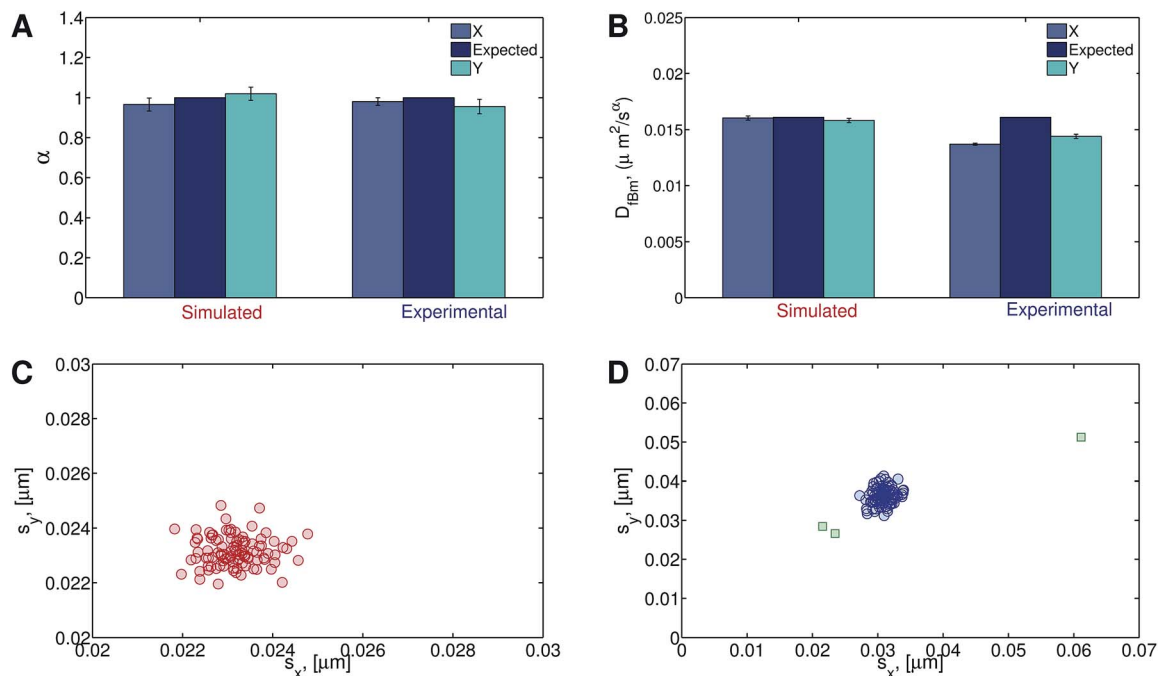 A
α
1.4
1.2
1
0.8
0.6
0.4
0.2
0
X
Expected
Y
Simulated
Experimental
B
D_fBm, (μ m²/s^α)
0.025
0.02
0.015
0.01
0.005
0
X
Expected
Y
Simulated
Experimental
C
s_y, [μm]
0.03
0.028
0.026
0.024
0.022
0.02
0.02
0.022
0.024
0.026
0.028
0.03
s_x, [μm]
D
s_y, [μm]
0.07
0.06
0.05
0.04
0.03
0.02
0.01
0
0
0.01
0.02
0.03
0.04
0.05
0.06
0.07
s_x, [μm]